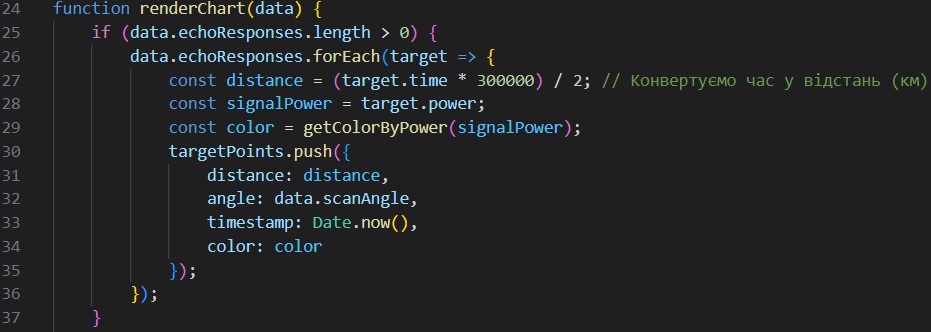 24 function renderChart(data) {
25     if (data.echoResponses.length > 0) {
26         data.echoResponses.forEach(target => {
27             const distance = (target.time * 300000) / 2; // Конвертуємо час у відстань (км)
28             const signalPower = target.power;
29             const color = getColorByPower(signalPower);
30             targetPoints.push({
31                 distance: distance,
32                 angle: data.scanAngle,
33                 timestamp: Date.now(),
34                 color: color
35             });
36         });
37     }